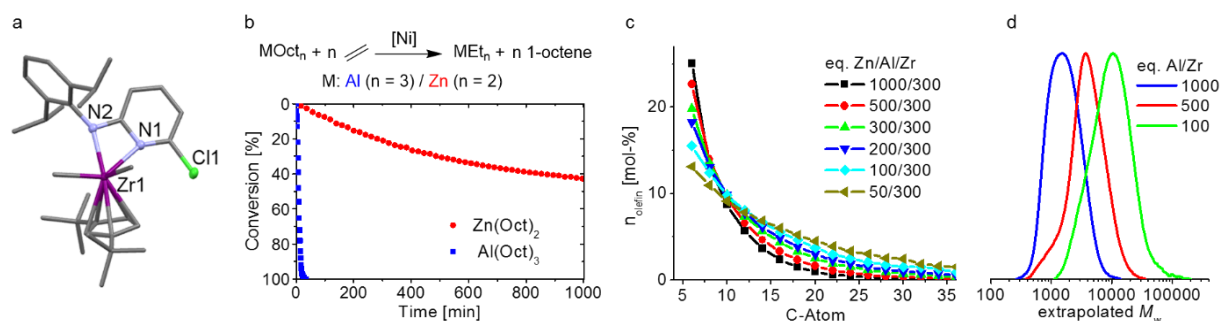 a
N2
N1
Cl1
Zr1
b
MOctₙ + n [Ni] MEtₙ + n 1-octene
M: Al (n = 3) / Zn (n = 2)
Conversion [%]
0
20
40
60
80
100
Zn(Oct)₂
Al(Oct)₃
0 200 400 600 800 1000
Time [min]
c
n_olefin [mol-%]
20
10
0
eq. Zn/Al/Zr
1000/300
500/300
300/300
200/300
100/300
50/300
5 10 15 20 25 30 35
C-Atom
d
eq. Al/Zr
1000
500
100
100 1000 10000 100000 1000000